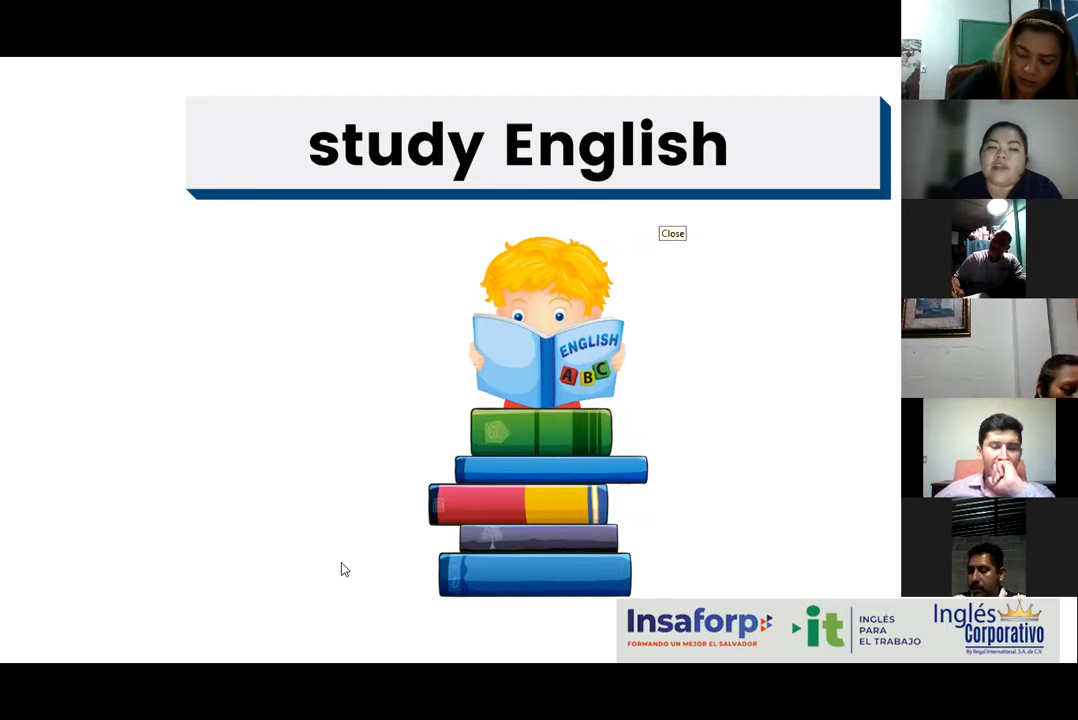 study English
Close
ENGLISH
A B C
Insaforp
FORMANDO UN MEJOR EL SALVADOR
it
INGLÉS
PARA
EL TRABAJO
Inglés
Corporativo
By Regal International, S.A. de C.V.